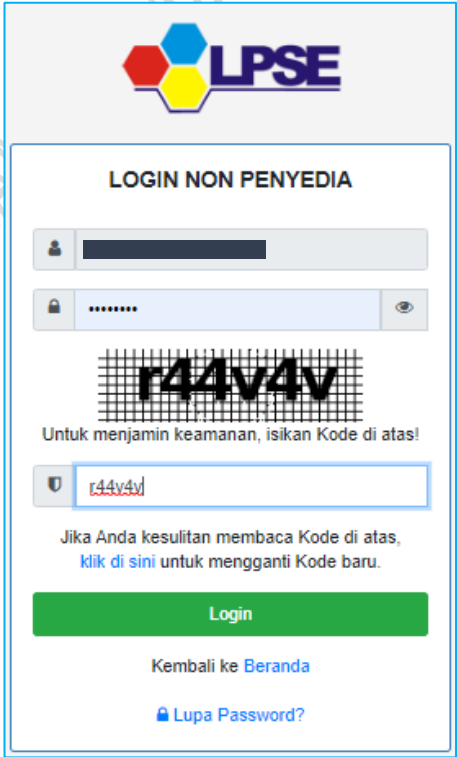 LPSE
LOGIN NON PENYEDIA
••••••••
r44v4v
Untuk menjamin keamanan, isikan Kode di atas!
r44v4v
Jika Anda kesulitan membaca Kode di atas,
klik di sini untuk mengganti Kode baru.
Login
Kembali ke Beranda
Lupa Password?